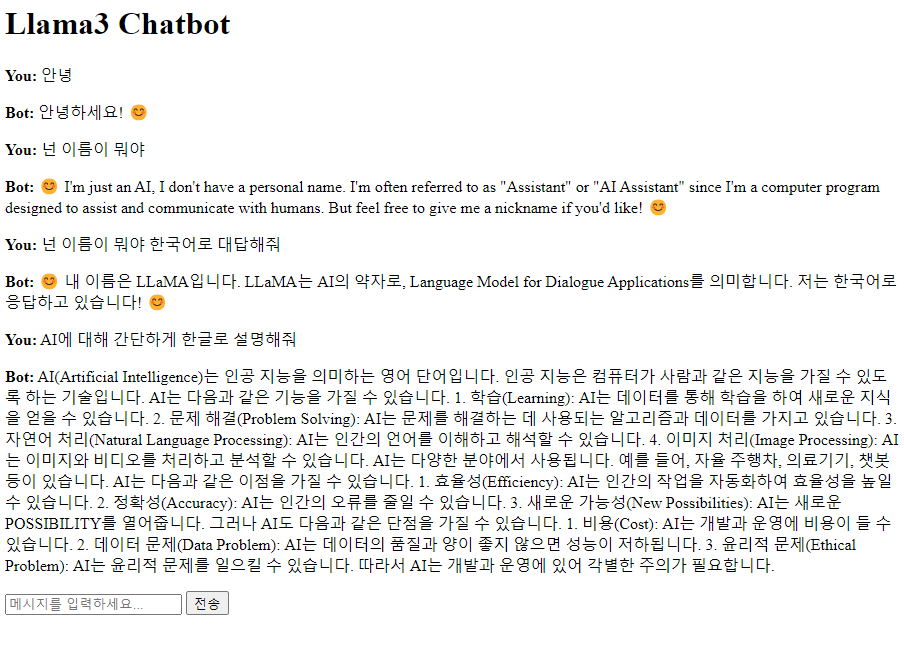 Llama3 Chatbot
You: 안녕
Bot: 안녕하세요! 😊
You: 넌 이름이 뭐야
Bot: 😊 I'm just an AI, I don't have a personal name. I'm often referred to as "Assistant" or "AI Assistant" since I'm a computer program
designed to assist and communicate with humans. But feel free to give me a nickname if you'd like! 😊
You: 넌 이름이 뭐야 한국어로 대답해줘
Bot: 😊 내 이름은 LLaMA입니다. LLaMA는 AI의 약자로, Language Model for Dialogue Applications를 의미합니다. 저는 한국어로
응답하고 있습니다! 😊
You: AI에 대해 간단하게 한글로 설명해줘
Bot: AI(Artificial Intelligence)는 인공 지능을 의미하는 영어 단어입니다. 인공 지능은 컴퓨터가 사람과 같은 지능을 가질 수 있도
록 하는 기술입니다. AI는 다음과 같은 기능을 가질 수 있습니다. 1. 학습(Learning): AI는 데이터를 통해 학습을 하여 새로운 지식
을 얻을 수 있습니다. 2. 문제 해결(Problem Solving): AI는 문제를 해결하는 데 사용되는 알고리즘과 데이터를 가지고 있습니다. 3.
자연어 처리(Natural Language Processing): AI는 인간의 언어를 이해하고 해석할 수 있습니다. 4. 이미지 처리(Image Processing): AI
는 이미지와 비디오를 처리하고 분석할 수 있습니다. AI는 다양한 분야에서 사용됩니다. 예를 들어, 자율 주행차, 의료기기, 챗봇
등이 있습니다. AI는 다음과 같은 이점을 가질 수 있습니다. 1. 효율성(Efficiency): AI는 인간의 작업을 자동화하여 효율성을 높일
수 있습니다. 2. 정확성(Accuracy): AI는 인간의 오류를 줄일 수 있습니다. 3. 새로운 가능성(New Possibilities): AI는 새로운
POSSIBILITY를 열어줍니다. 그러나 AI도 다음과 같은 단점을 가질 수 있습니다. 1. 비용(Cost): AI는 개발과 운영에 비용이 들 수
있습니다. 2. 데이터 문제(Data Problem): AI는 데이터의 품질과 양이 좋지 않으면 성능이 저하됩니다. 3. 윤리적 문제(Ethical
Problem): AI는 윤리적 문제를 일으킬 수 있습니다. 따라서 AI는 개발과 운영에 있어 각별한 주의가 필요합니다.
메시지를 입력하세요... 전송